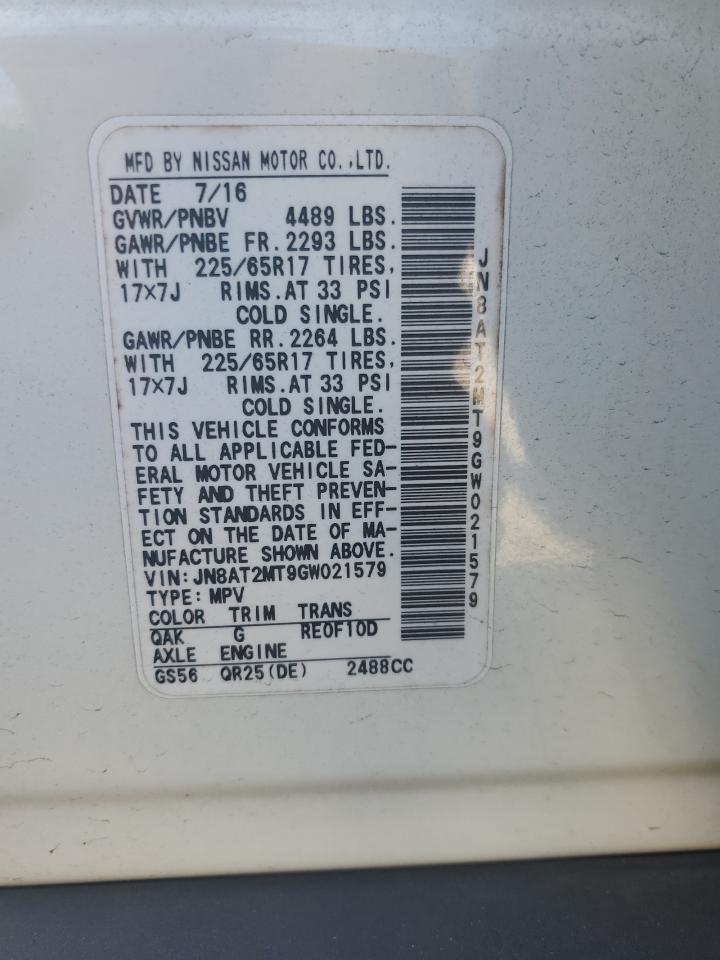 MFD BY NISSAN MOTOR CO.,LTD.
DATE 7/16
GVWR/PNBV 4489 LBS.
GAWR/PNBE FR. 2293 LBS.
WITH 225/65R17 TIRES,
17×7J RIMS. AT 33 PSI
COLD SINGLE.
GAWR/PNBE RR. 2264 LBS.
WITH 225/65R17 TIRES,
17×7J RIMS. AT 33 PSI
COLD SINGLE.
THIS VEHICLE CONFORMS
TO ALL APPLICABLE FED-
ERAL MOTOR VEHICLE SA-
FETY AND THEFT PREVEN-
TION STANDARDS IN EFF-
ECT ON THE DATE OF MA-
NUFACTURE SHOWN ABOVE.
VIN: JN8AT2MT9GW021579
TYPE: MPV
COLOR TRIM TRANS
QAK G RE0F10D
AXLE ENGINE
GS56 QR25(DE) 2488CC
JN8AT2MT9GW021579